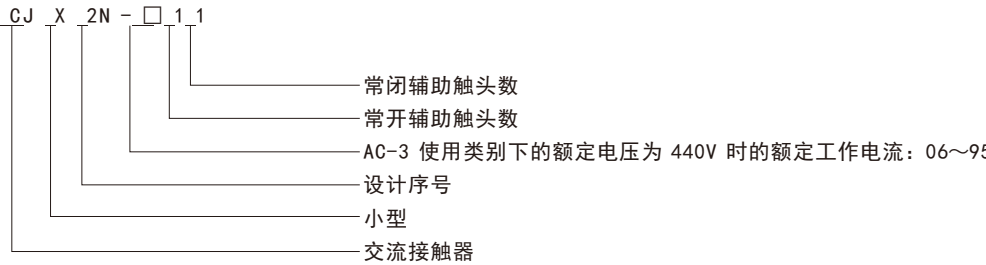 CJ X 2N - □ 1 1
常闭辅助触头数
常开辅助触头数
AC-3 使用类别下的额定电压为 440V 时的额定工作电流: 06～95
设计序号
小型
交流接触器